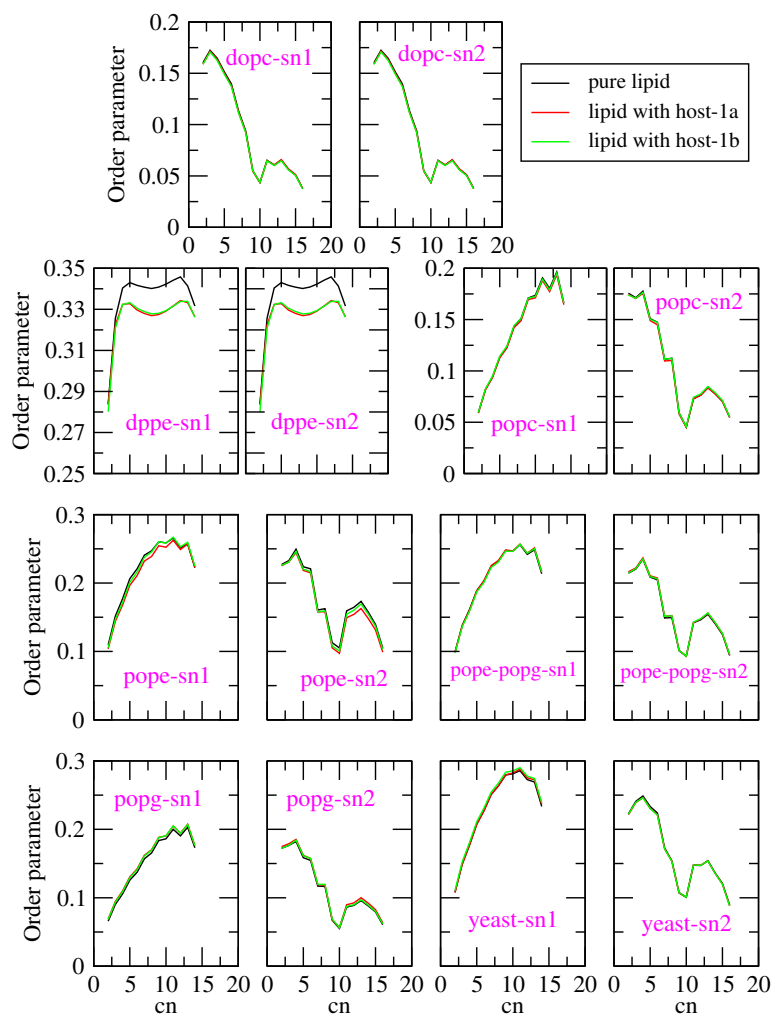 0.2
0.15
0.1
0.05
0
Order parameter
dopc-sn1
0 5 10 15 20
dopc-sn2
0 5 10 15 20
pure lipid
lipid with host-1a
lipid with host-1b
0.35
0.33
0.31
0.29
0.27
0.25
Order parameter
dppe-sn1
dppe-sn2
0.2
0.15
0.1
0.05
0
popc-sn1
popc-sn2
0.3
0.2
0.1
0
Order parameter
pope-sn1
pope-sn2
pope-popg-sn1
pope-popg-sn2
0.3
0.2
0.1
0
Order parameter
popg-sn1
0 5 10 15 20
cn
popg-sn2
0 5 10 15 20
cn
yeast-sn1
0 5 10 15 20
cn
yeast-sn2
0 5 10 15 20
cn